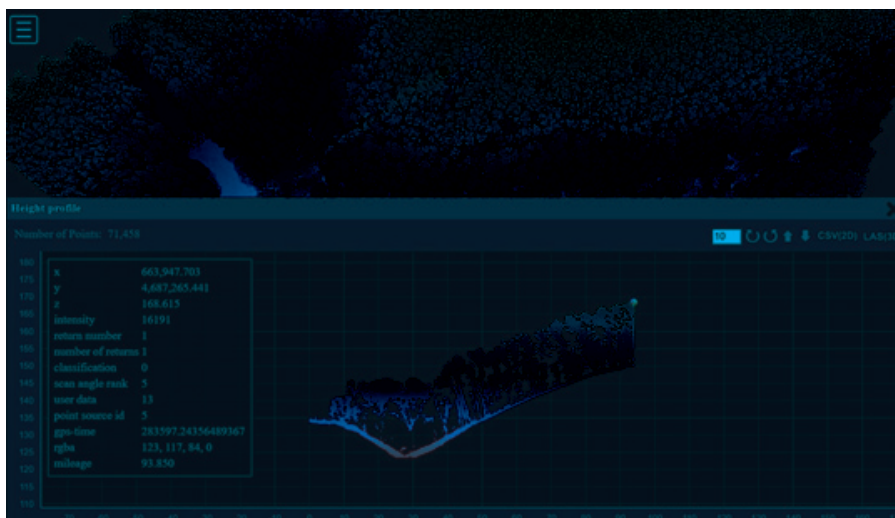 Height profile
Number of Points: 71,458
10 CSV(2D)
180
175
170
165
160
155
150
145
140
135
130
125
120
115
110
x 663,947,703
y 4,687,265.441
z 168.615
intensity 16191
return number 1
number of returns 1
classification 0
scan angle rank 5
user data 13
point source id 5
gps-time 283597.24356489367
rgba 123, 117, 84, 0
mileage 93.850